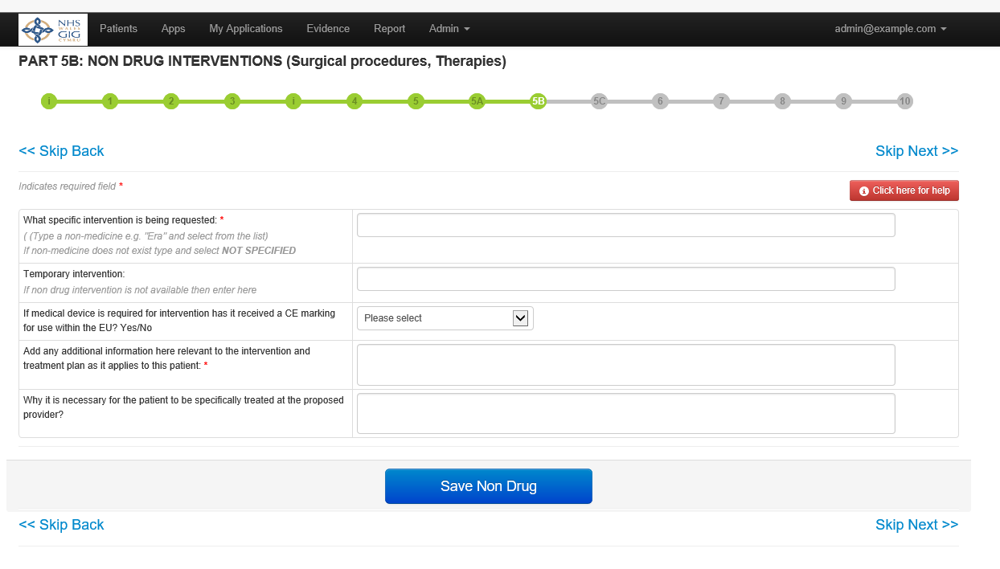 NHS
WALES
GIG
CYMRU
Patients Apps My Applications Evidence Report Admin admin@example.com
PART 5B: NON DRUG INTERVENTIONS (Surgical procedures, Therapies)
i 1 2 3 i 4 5 5A 5B 5C 6 7 8 9 10
<< Skip Back Skip Next >>
Indicates required field *
Click here for help
What specific intervention is being requested: *
( (Type a non-medicine e.g. "Era" and select from the list)
If non-medicine does not exist type and select NOT SPECIFIED
Temporary intervention:
If non drug intervention is not available then enter here
If medical device is required for intervention has it received a CE marking
for use within the EU? Yes/No
Please select
Add any additional information here relevant to the intervention and
treatment plan as it applies to this patient: *
Why it is necessary for the patient to be specifically treated at the proposed
provider?
Save Non Drug
<< Skip Back Skip Next >>